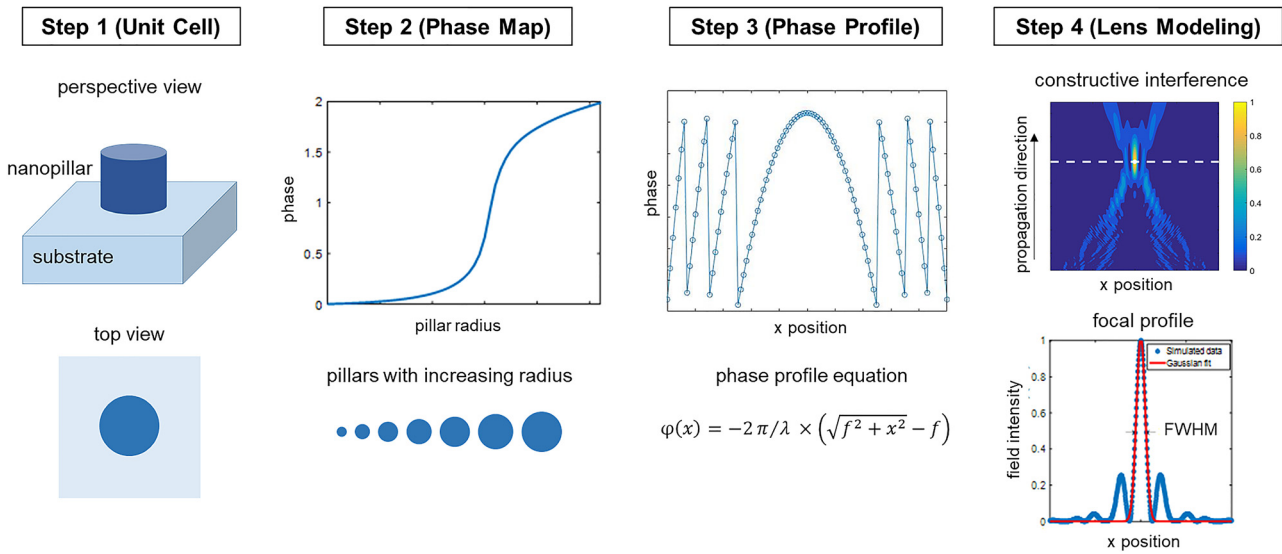 Step 1 (Unit Cell)
perspective view
nanopillar
substrate
top view
Step 2 (Phase Map)
2
1.5
1
0.5
0
phase
pillar radius
pillars with increasing radius
Step 3 (Phase Profile)
phase
x position
phase profile equation
φ(x) = −2 π/λ × (√(f² + x²) − f)
Step 4 (Lens Modeling)
constructive interference
propagation direction
1
0.8
0.6
0.4
0.2
0
x position
focal profile
1
0.8
0.6
0.4
0.2
0
field intensity
Simulated data
Gaussian fit
FWHM
x position